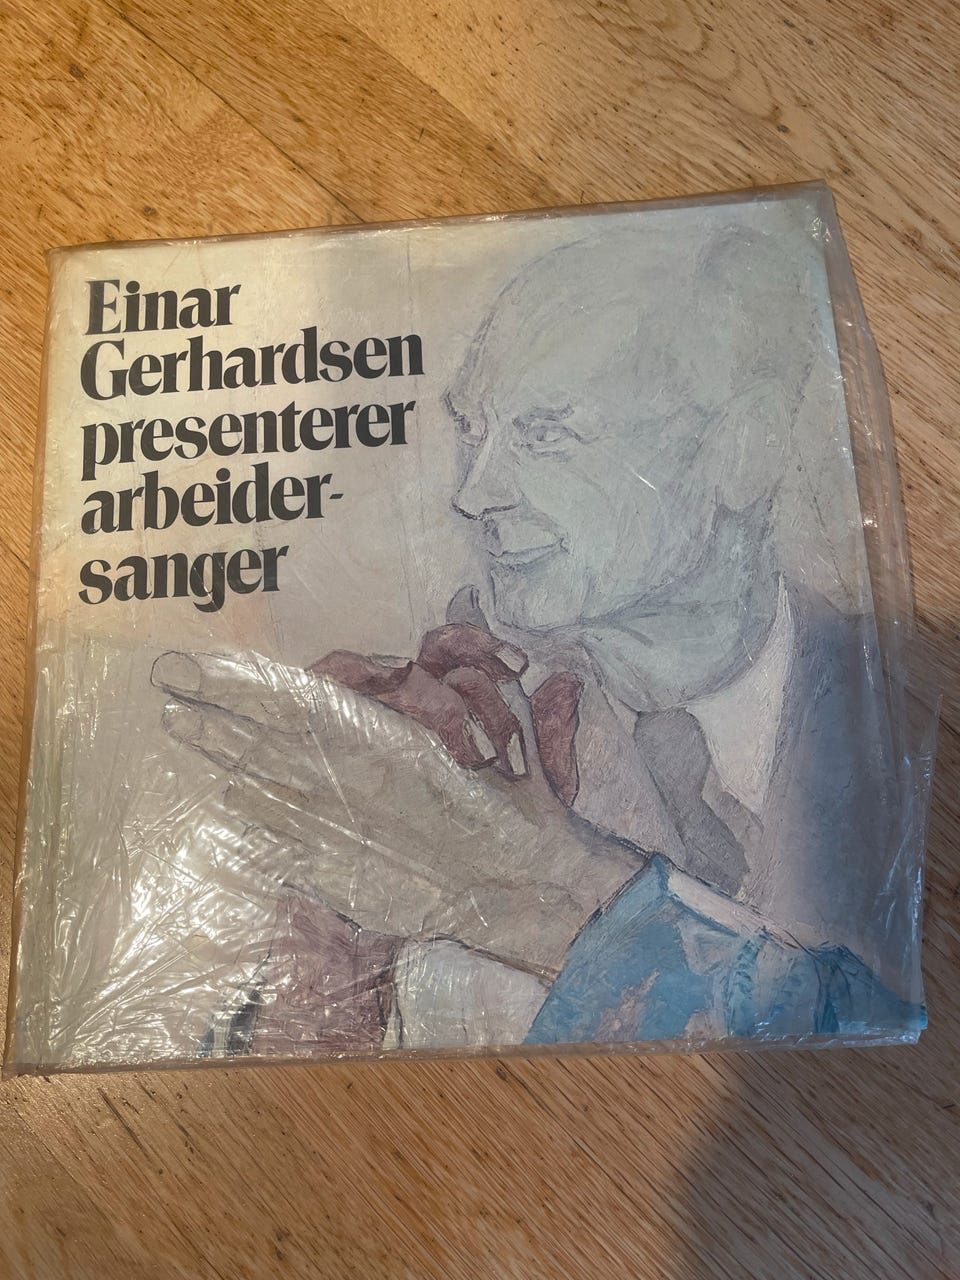 Einar
Gerhardsen
presenterer
arbeider-
sanger